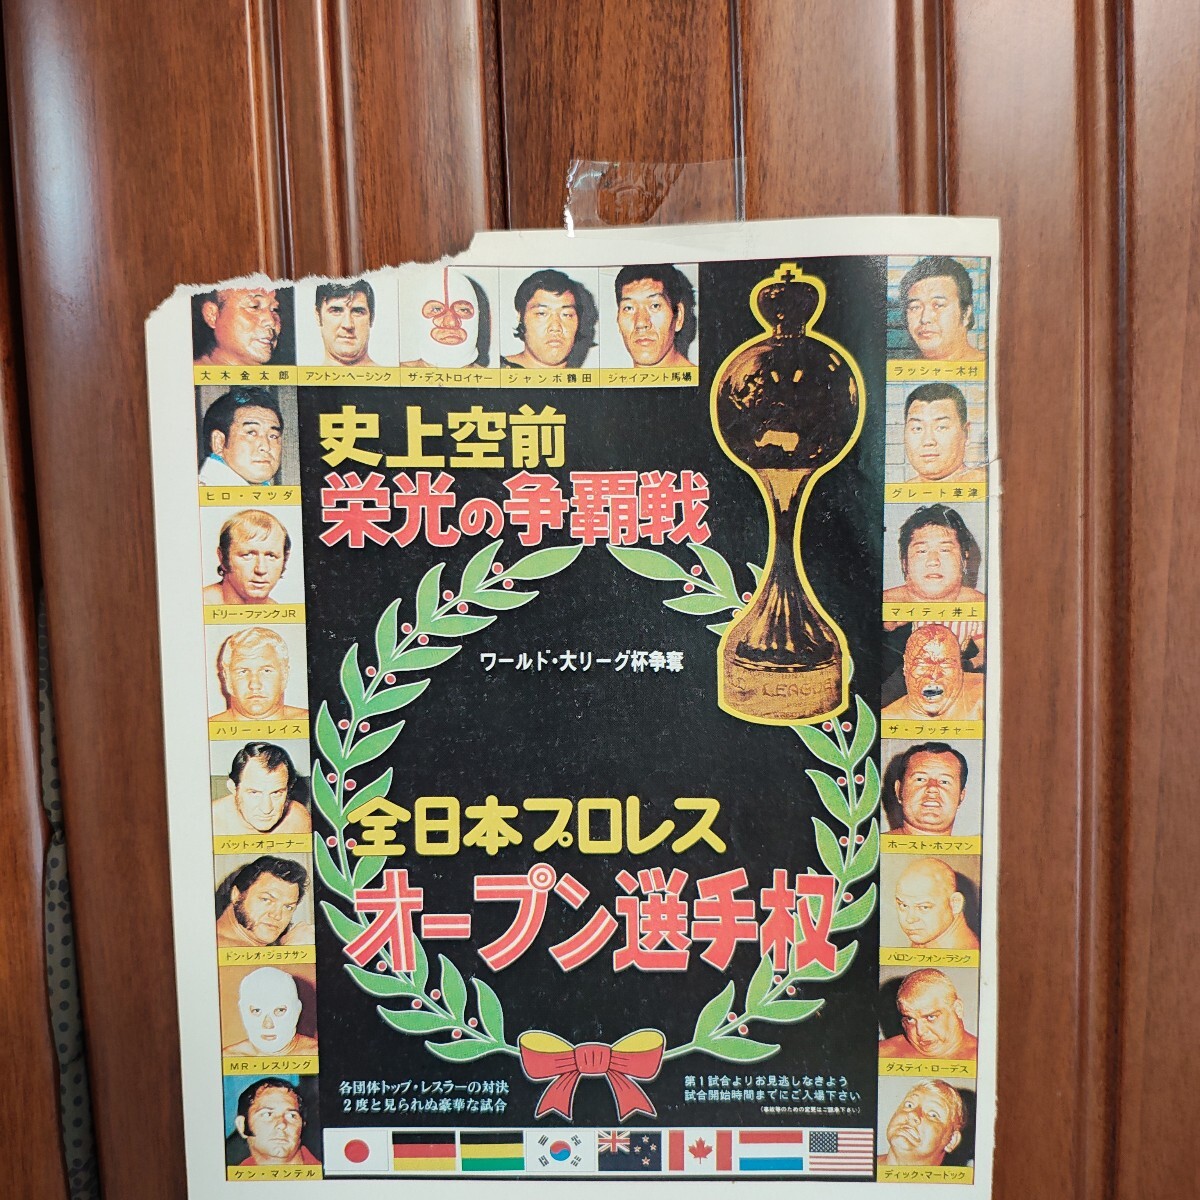 大木金太郎
アントン・ヘーシンク
ザ・デストロイヤー
ジャンボ鶴田
ジャイアント馬場
ラッシャー木村
ヒロ・マツダ
グレート草津
ドリー・ファンクJR
マイティ井上
ハリー・レイス
ザ・ブッチャー
パット・オコーナー
ホースト・ホフマン
ドン・レオ・ジョナサン
バロン・フォン・ラシク
MR・レスリング
ダスティ・ローデス
ケン・マンテル
ディック・マードック
史上空前
栄光の争覇戦
ワールド・大リーグ杯争奪
LEAGUE
全日本プロレス
オープン選手权
各団体トップ・レスラーの対決
2度と見られぬ豪華な試合
第1試合よりお見逃しなきよう
試合開始時間までにご入場下さい